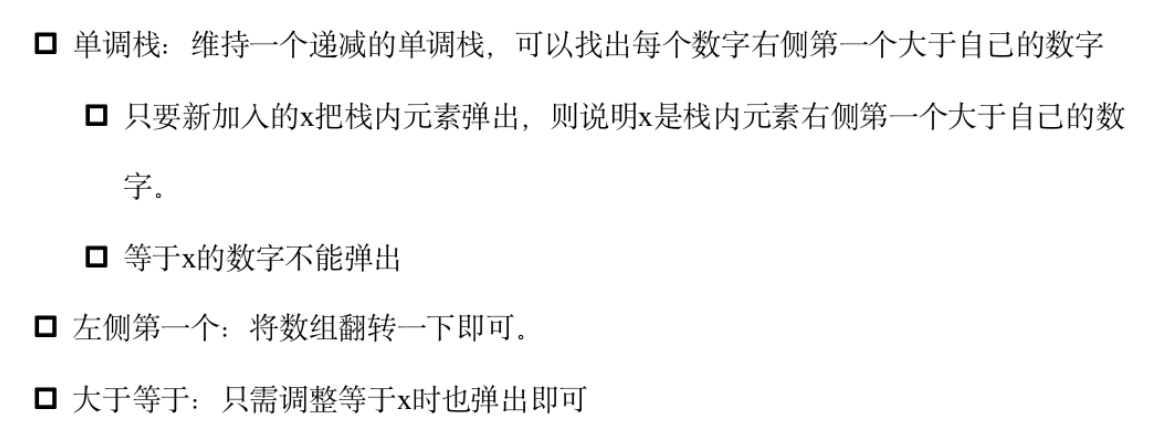 单调栈：维持一个递减的单调栈，可以找出每个数字右侧第一个大于自己的数字
只要新加入的x把栈内元素弹出，则说明x是栈内元素右侧第一个大于自己的数
字。
等于x的数字不能弹出
左侧第一个：将数组翻转一下即可。
大于等于：只需调整等于x时也弹出即可